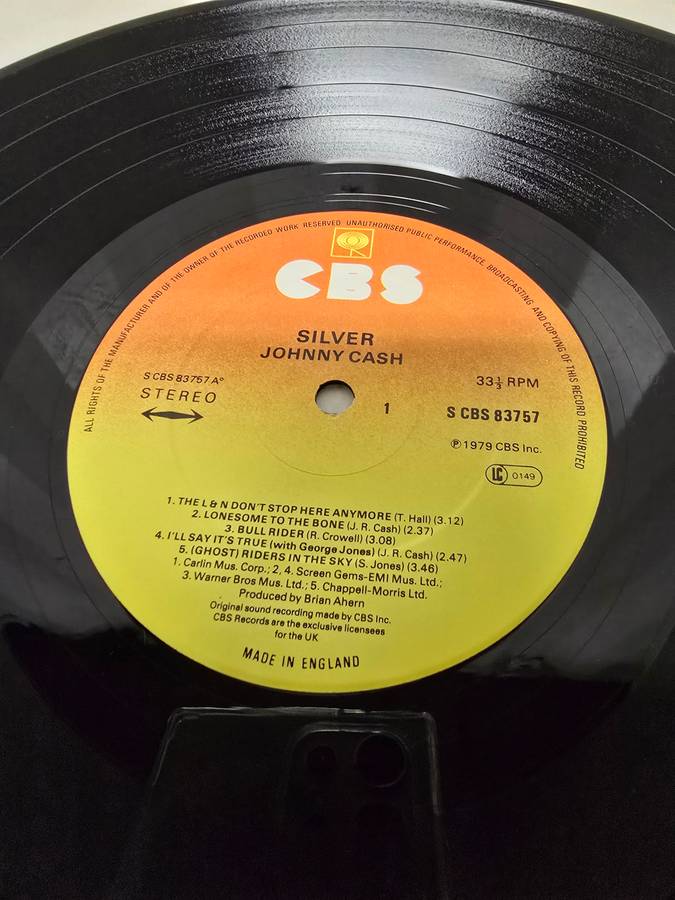 ALL RIGHTS OF THE MANUFACTURER AND OF THE OWNER OF THE RECORDED WORK RESERVED. UNAUTHORISED PUBLIC PERFORMANCE, BROADCASTING AND COPYING OF THIS RECORD PROHIBITED
CBS
SILVER
JOHNNY CASH
S CBS 83757 A°
STEREO
33⅓ RPM
1
S CBS 83757
℗ 1979 CBS Inc.
LC 0149
1. THE L & N DON'T STOP HERE ANYMORE (T. Hall) (3.12)
2. LONESOME TO THE BONE (J. R. Cash) (2.37)
3. BULL RIDER (R. Crowell) (3.08)
4. I'LL SAY IT'S TRUE (with George Jones) (J. R. Cash) (2.47)
5. (GHOST) RIDERS IN THE SKY (S. Jones) (3.46)
1. Carlin Mus. Corp.; 2, 4. Screen Gems-EMI Mus. Ltd.;
3. Warner Bros Mus. Ltd.; 5. Chappell-Morris Ltd.
Produced by Brian Ahern
Original sound recording made by CBS Inc.
CBS Records are the exclusive licensees
for the UK
MADE IN ENGLAND